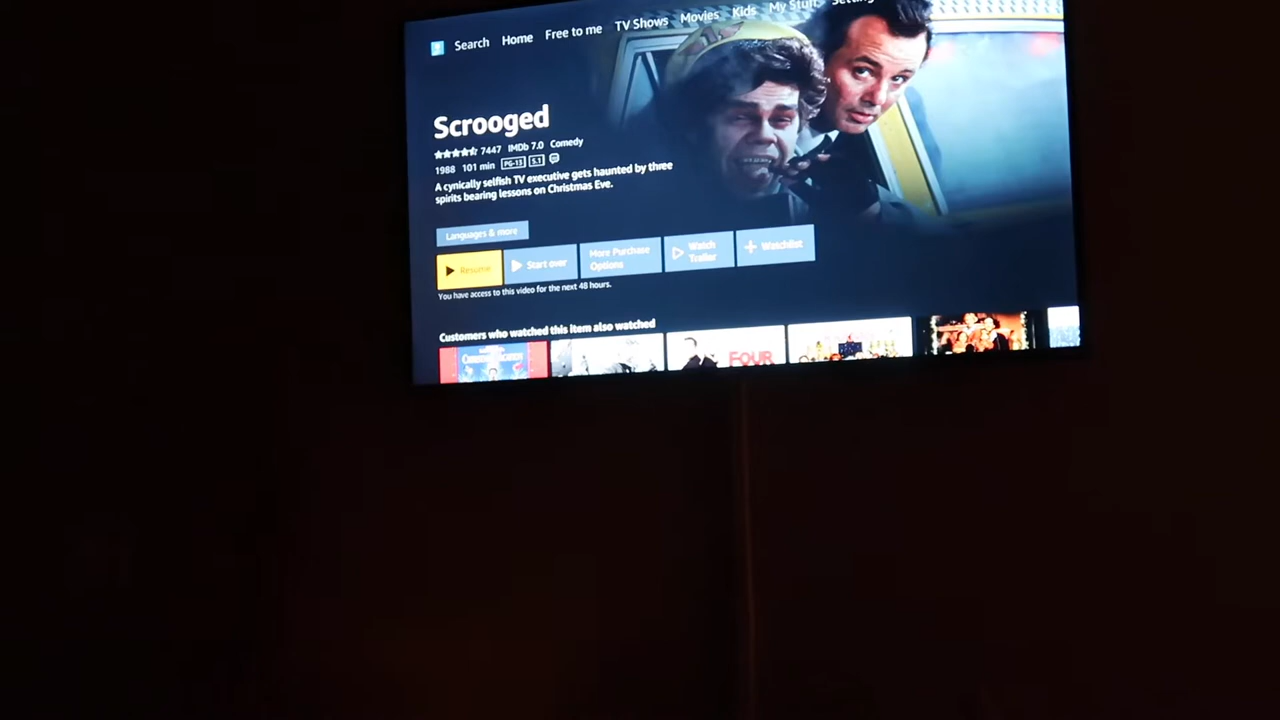 Search Home Free to me TV Shows Movies Kids My Stuff Settings
Scrooged
7447 IMDb 7.0 Comedy
1988 101 min PG-13 5.1
A cynically selfish TV executive gets haunted by three
spirits bearing lessons on Christmas Eve.
Languages & more
Resume
Start over
More Purchase
Options
Watch
Trailer
Watchlist
You have access to this video for the next 48 hours.
Customers who watched this item also watched
FOUR